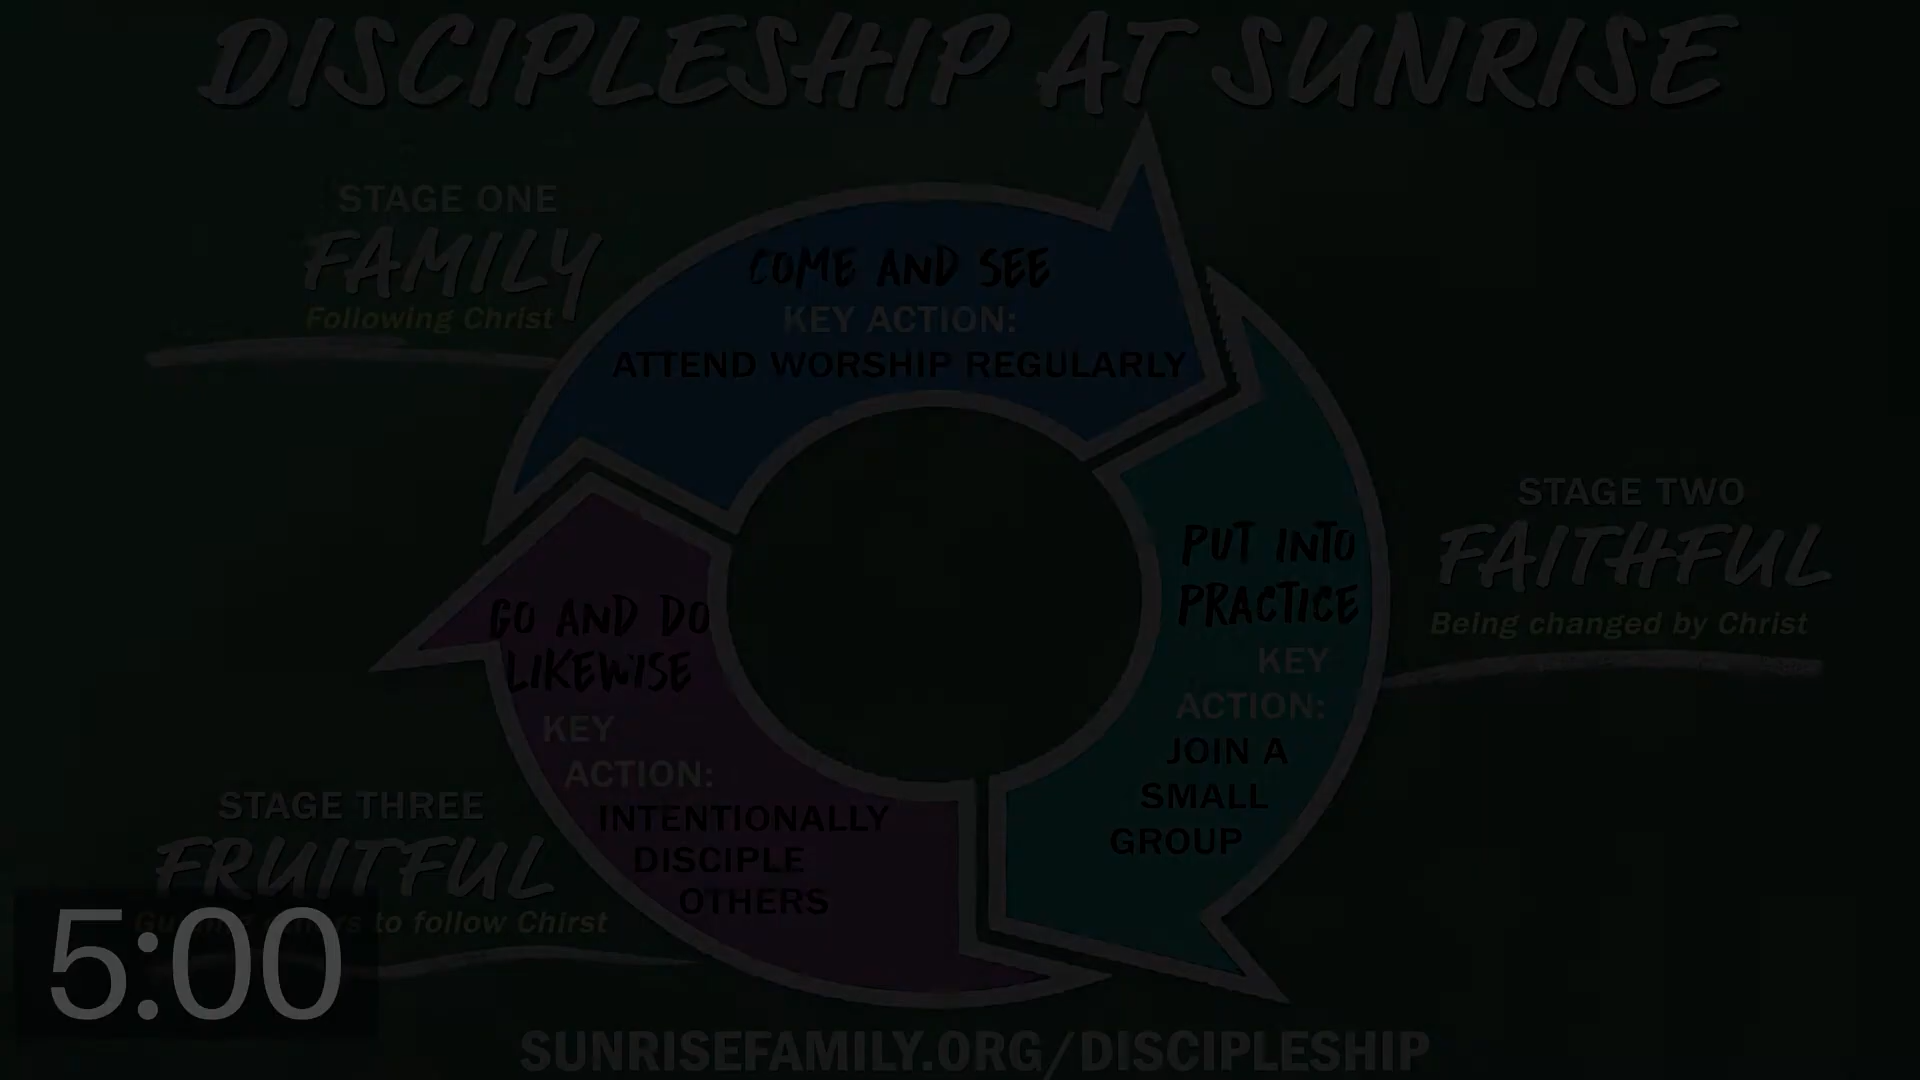 DISCIPLESHIP AT SUNRISE
STAGE ONE
FAMILY
Following Christ
COME AND SEE
KEY ACTION:
ATTEND WORSHIP REGULARLY
STAGE TWO
FAITHFUL
Being changed by Christ
PUT INTO
PRACTICE
KEY
ACTION:
JOIN A
SMALL
GROUP
GO AND DO
LIKEWISE
KEY
ACTION:
INTENTIONALLY
DISCIPLE
OTHERS
STAGE THREE
FRUITFUL
to follow Chirst
5:00
SUNRISEFAMILY.ORG/DISCIPLESHIP